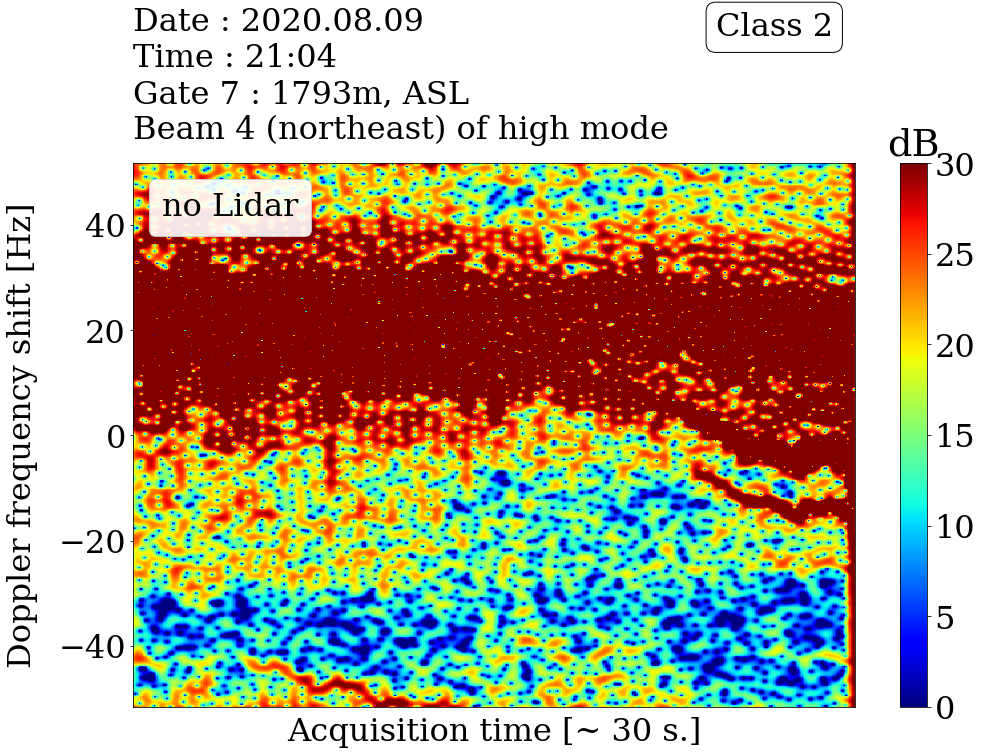 Date : 2020.08.09
Time : 21:04
Gate 7 : 1793m, ASL
Beam 4 (northeast) of high mode
Class 2
dB
no Lidar
Doppler frequency shift [Hz]
40
20
0
−20
−40
30
25
20
15
10
5
0
Acquisition time [~ 30 s.]